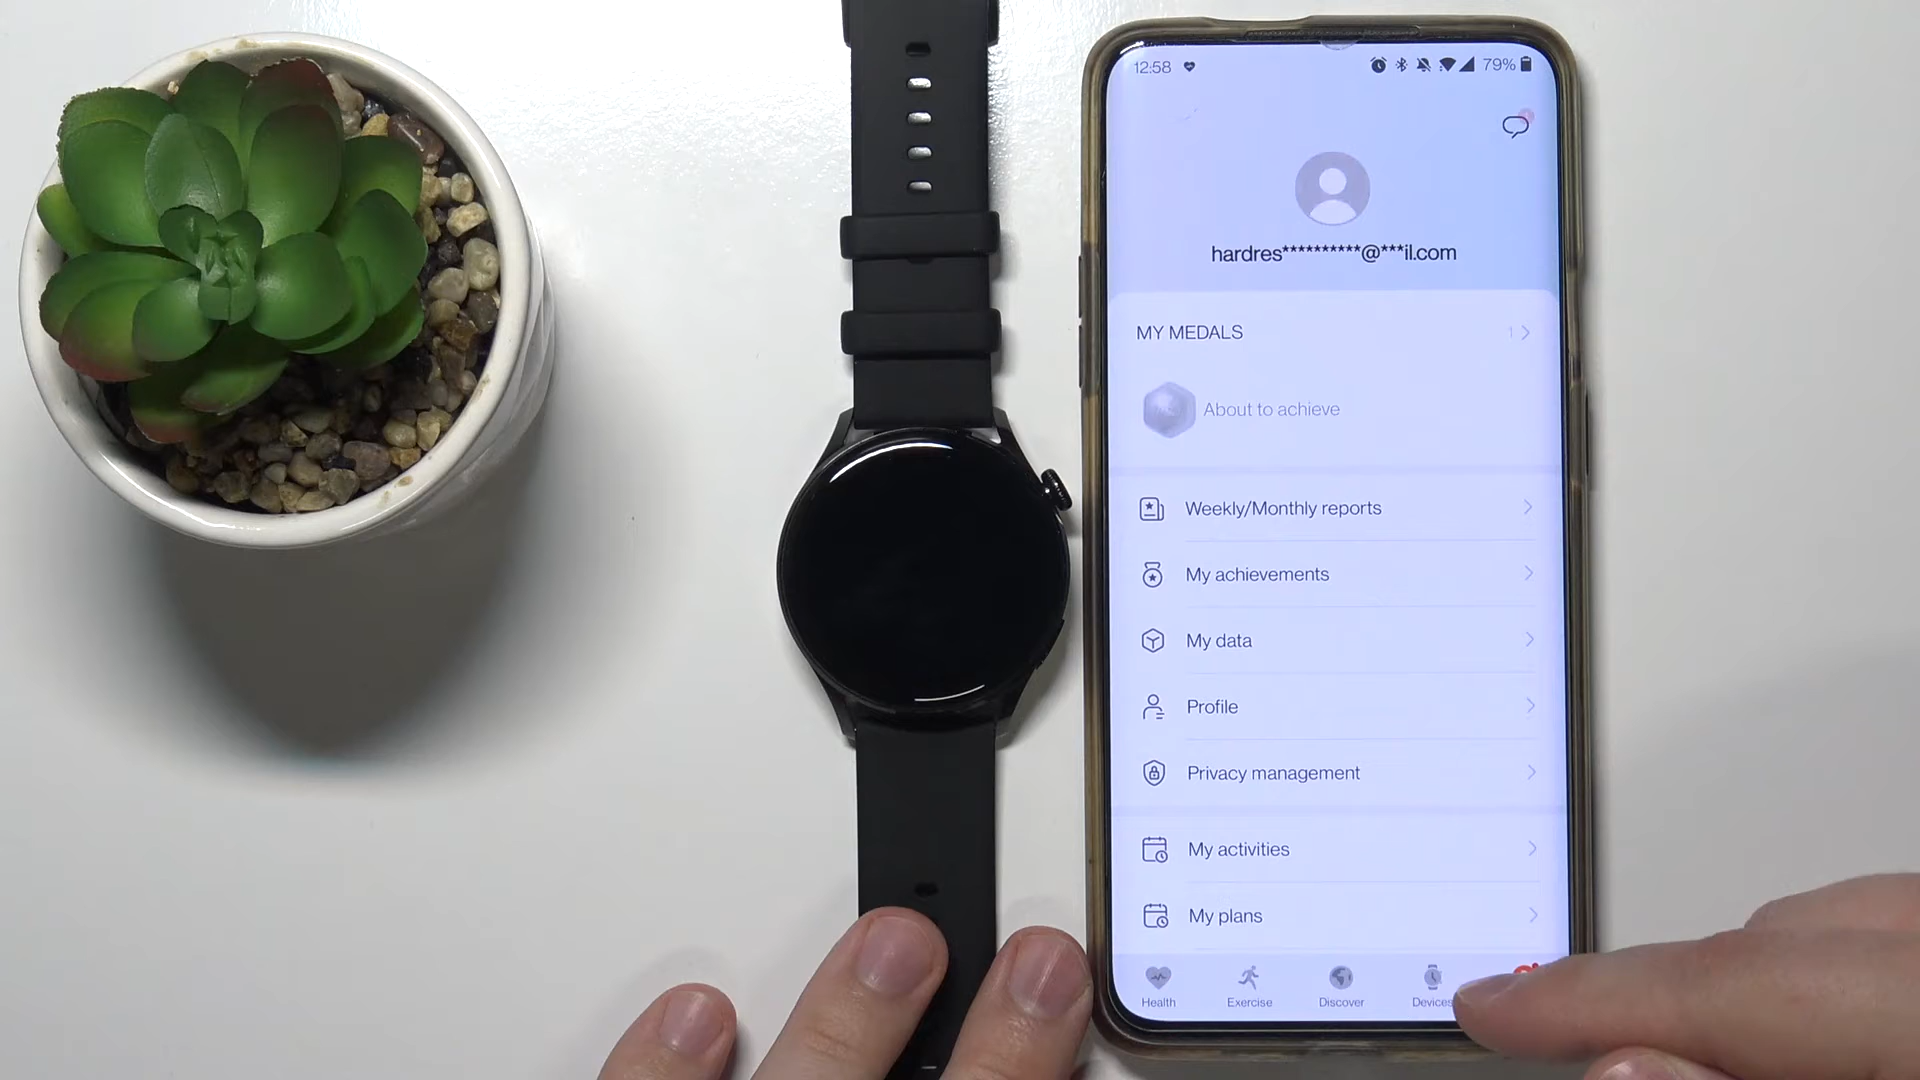 12:58
79%
hardres**********@***il.com
MY MEDALS
1
About to achieve
Weekly/Monthly reports
My achievements
My data
Profile
Privacy management
My activities
My plans
Health
Exercise
Discover
Devices